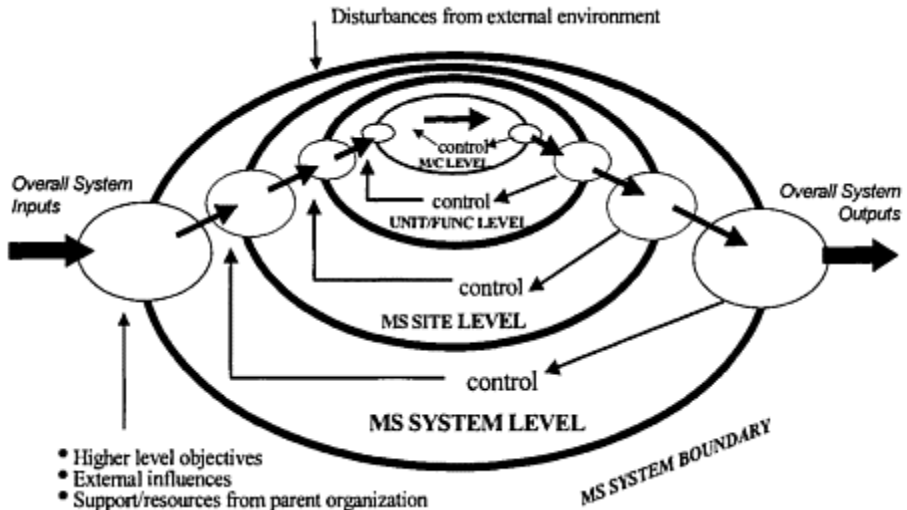 Disturbances from external environment
control
M/C LEVEL
Overall System
Inputs
control
UNIT/FUNC LEVEL
Overall System
Outputs
control
MS SITE LEVEL
control
MS SYSTEM LEVEL
MS SYSTEM BOUNDARY
• Higher level objectives
• External influences
• Support/resources from parent organization